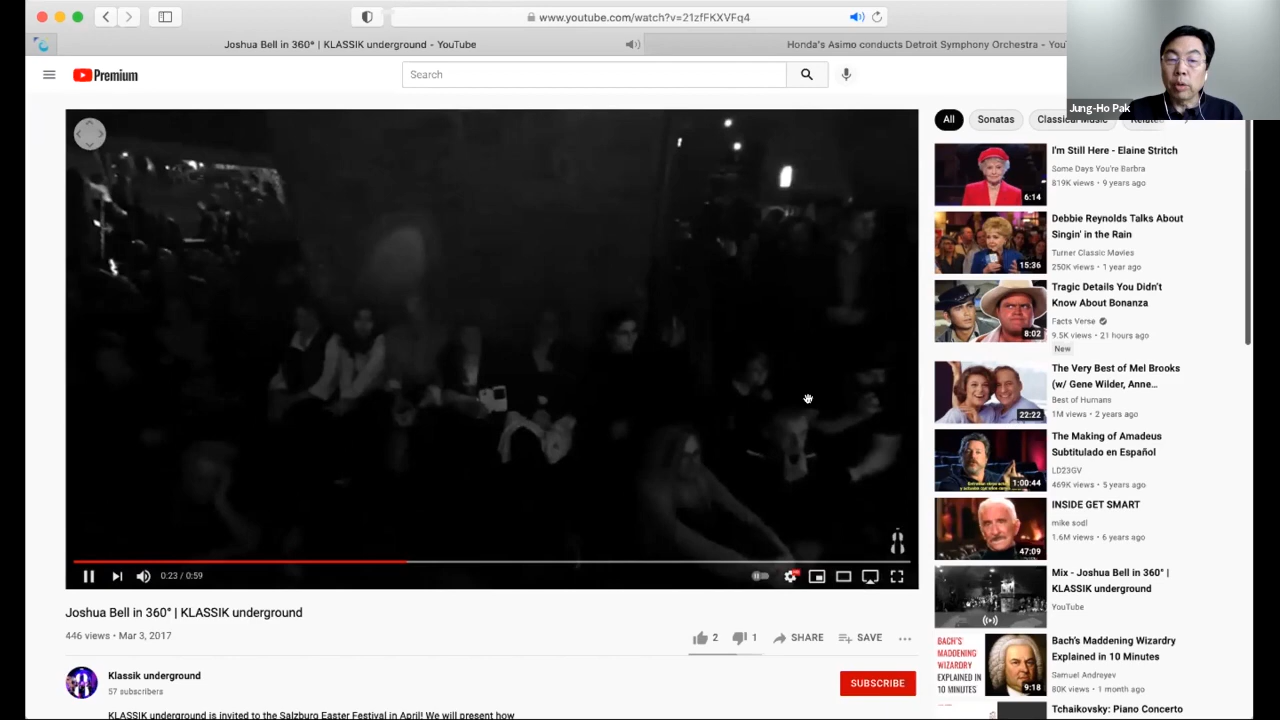 www.youtube.com/watch?v=21zfFKXVFq4
Joshua Bell in 360° | KLASSIK underground - YouTube
Honda's Asimo conducts Detroit Symphony Orchestra - You
Jung-Ho Pak
Premium
Search
All
Sonatas
Classical Music
Related
I'm Still Here - Elaine Stritch
Some Days You're Barbra
819K views • 9 years ago
6:14
Debbie Reynolds Talks About
Singin' in the Rain
Turner Classic Movies
250K views • 1 year ago
15:36
Tragic Details You Didn't
Know About Bonanza
Facts Verse
9.5K views • 21 hours ago
New
8:02
The Very Best of Mel Brooks
(w/ Gene Wilder, Anne...
Best of Humans
1M views • 2 years ago
22:22
The Making of Amadeus
Subtitulado en Español
LD23GV
469K views • 5 years ago
1:00:44
INSIDE GET SMART
mike sodl
1.6M views • 6 years ago
47:09
Mix - Joshua Bell in 360° |
KLASSIK underground
YouTube
BACH'S
MADDENING
WIZARDRY
EXPLAINED IN
10 MINUTES
9:18
Bach's Maddening Wizardry
Explained in 10 Minutes
Samuel Andreyev
80K views • 1 month ago
Tchaikovsky: Piano Concerto
0:23 / 0:59
Joshua Bell in 360° | KLASSIK underground
446 views • Mar 3, 2017
2
1
SHARE
SAVE
Klassik underground
57 subscribers
SUBSCRIBE
KLASSIK underground is invited to the Salzburg Easter Festival in April! We will present how